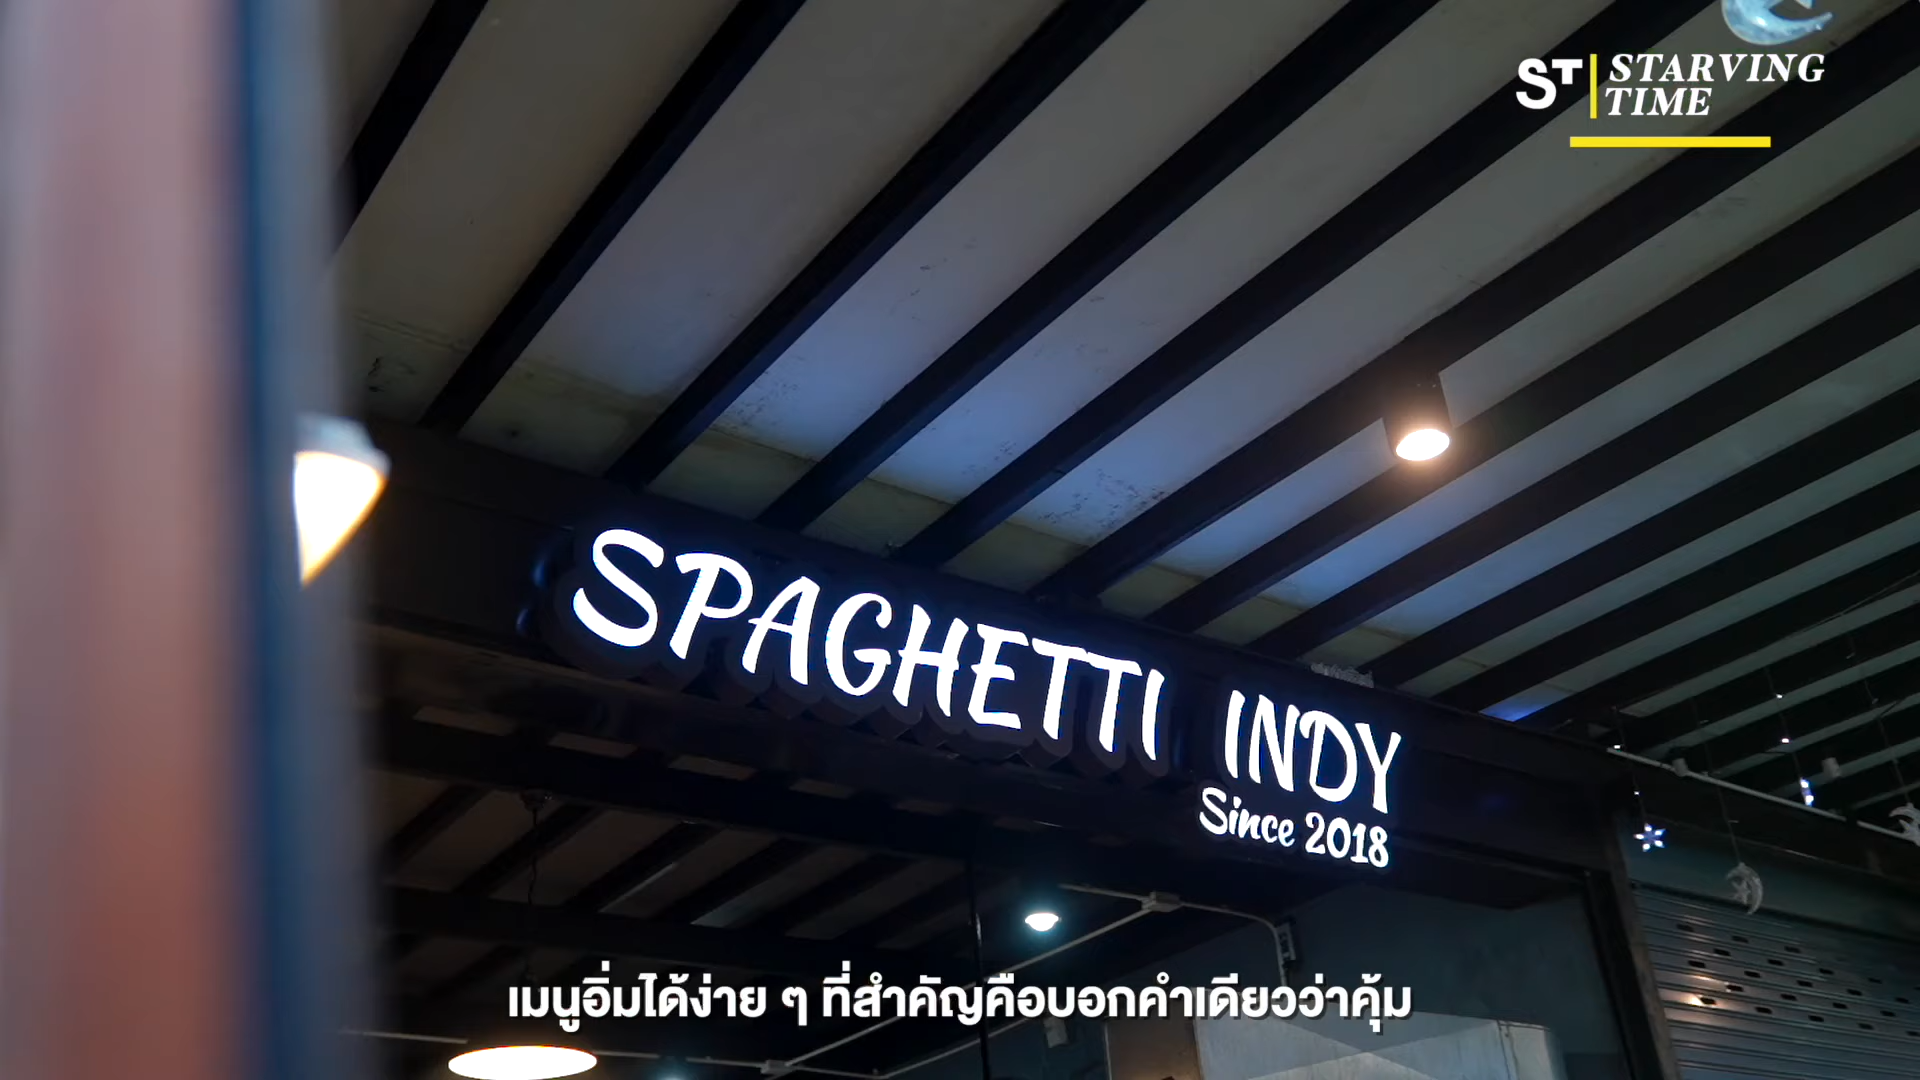 ST STARVING
TIME
SPAGHETTI INDY
Since 2018
เมนูอิ่มได้ง่าย ๆ ที่สำคัญคือบอกคำเดียวว่าคุ้ม